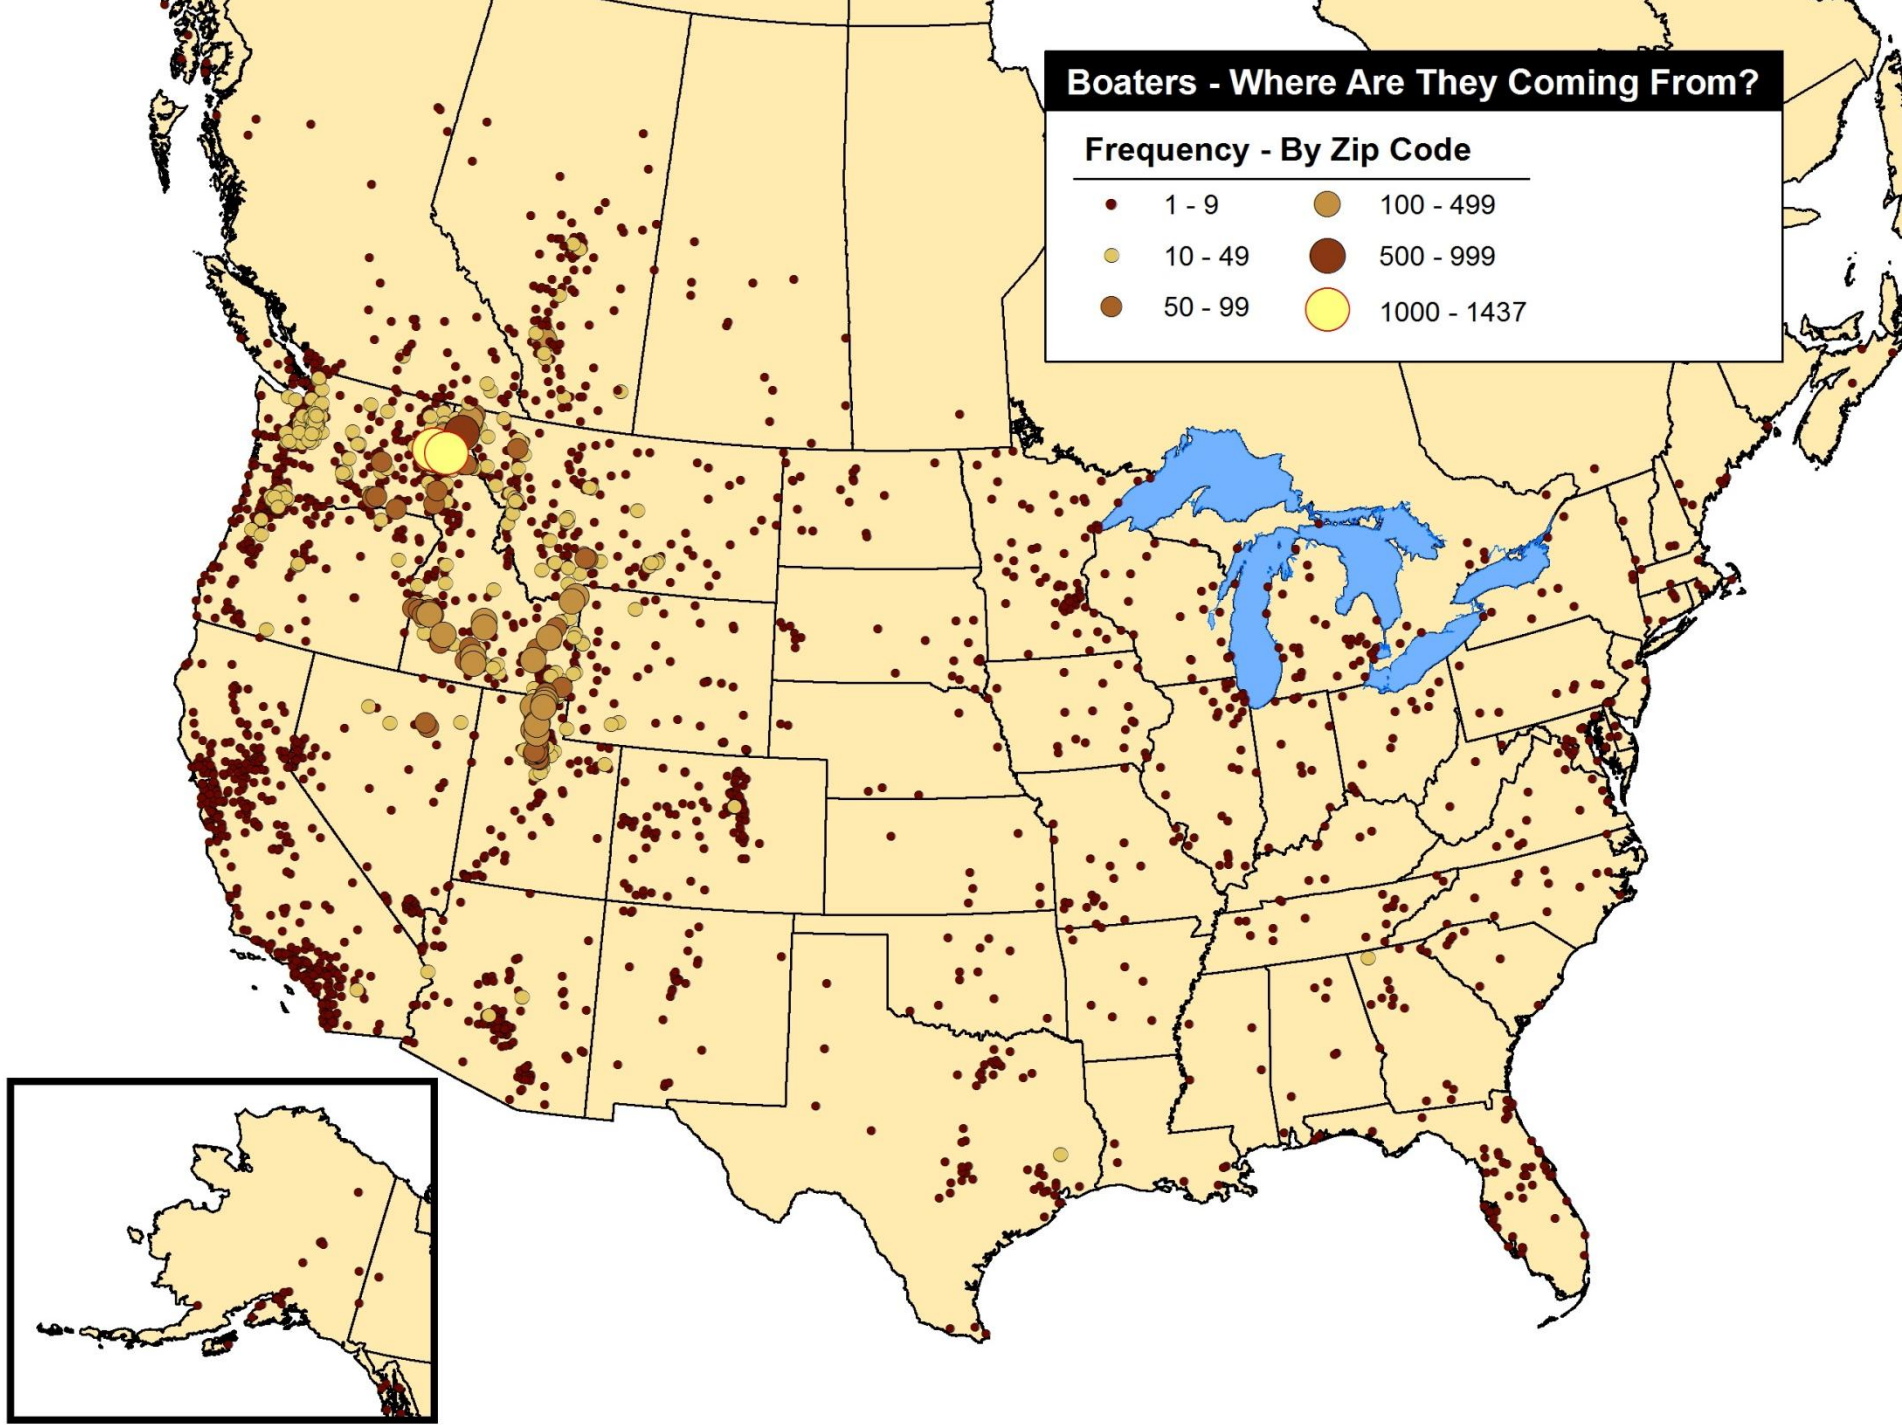 Boaters - Where Are They Coming From?
Frequency - By Zip Code
1 - 9
10 - 49
50 - 99
100 - 499
500 - 999
1000 - 1437